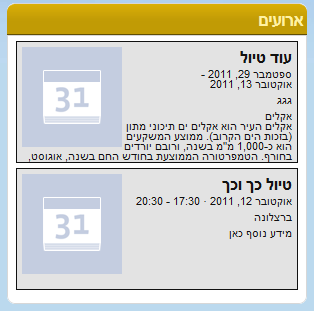 ארועים
עוד טיול
ספטמבר 29, 2011 -
אוקטובר 13, 2011
גגג
אקלים
אקלים העיר הוא אקלים ים תיכוני מתון
(בזכות הים הקרוב). ממוצע המשקעים
הוא כ-1,000 מ"מ בשנה, ורובם יורדים
בחורף. הטמפרטורה הממוצעת בחודש החם בשנה, אוגוסט,
31
טיול כך וכך
אוקטובר 12, 2011 · 17:30 - 20:30
ברצלונה
מידע נוסף כאן
31